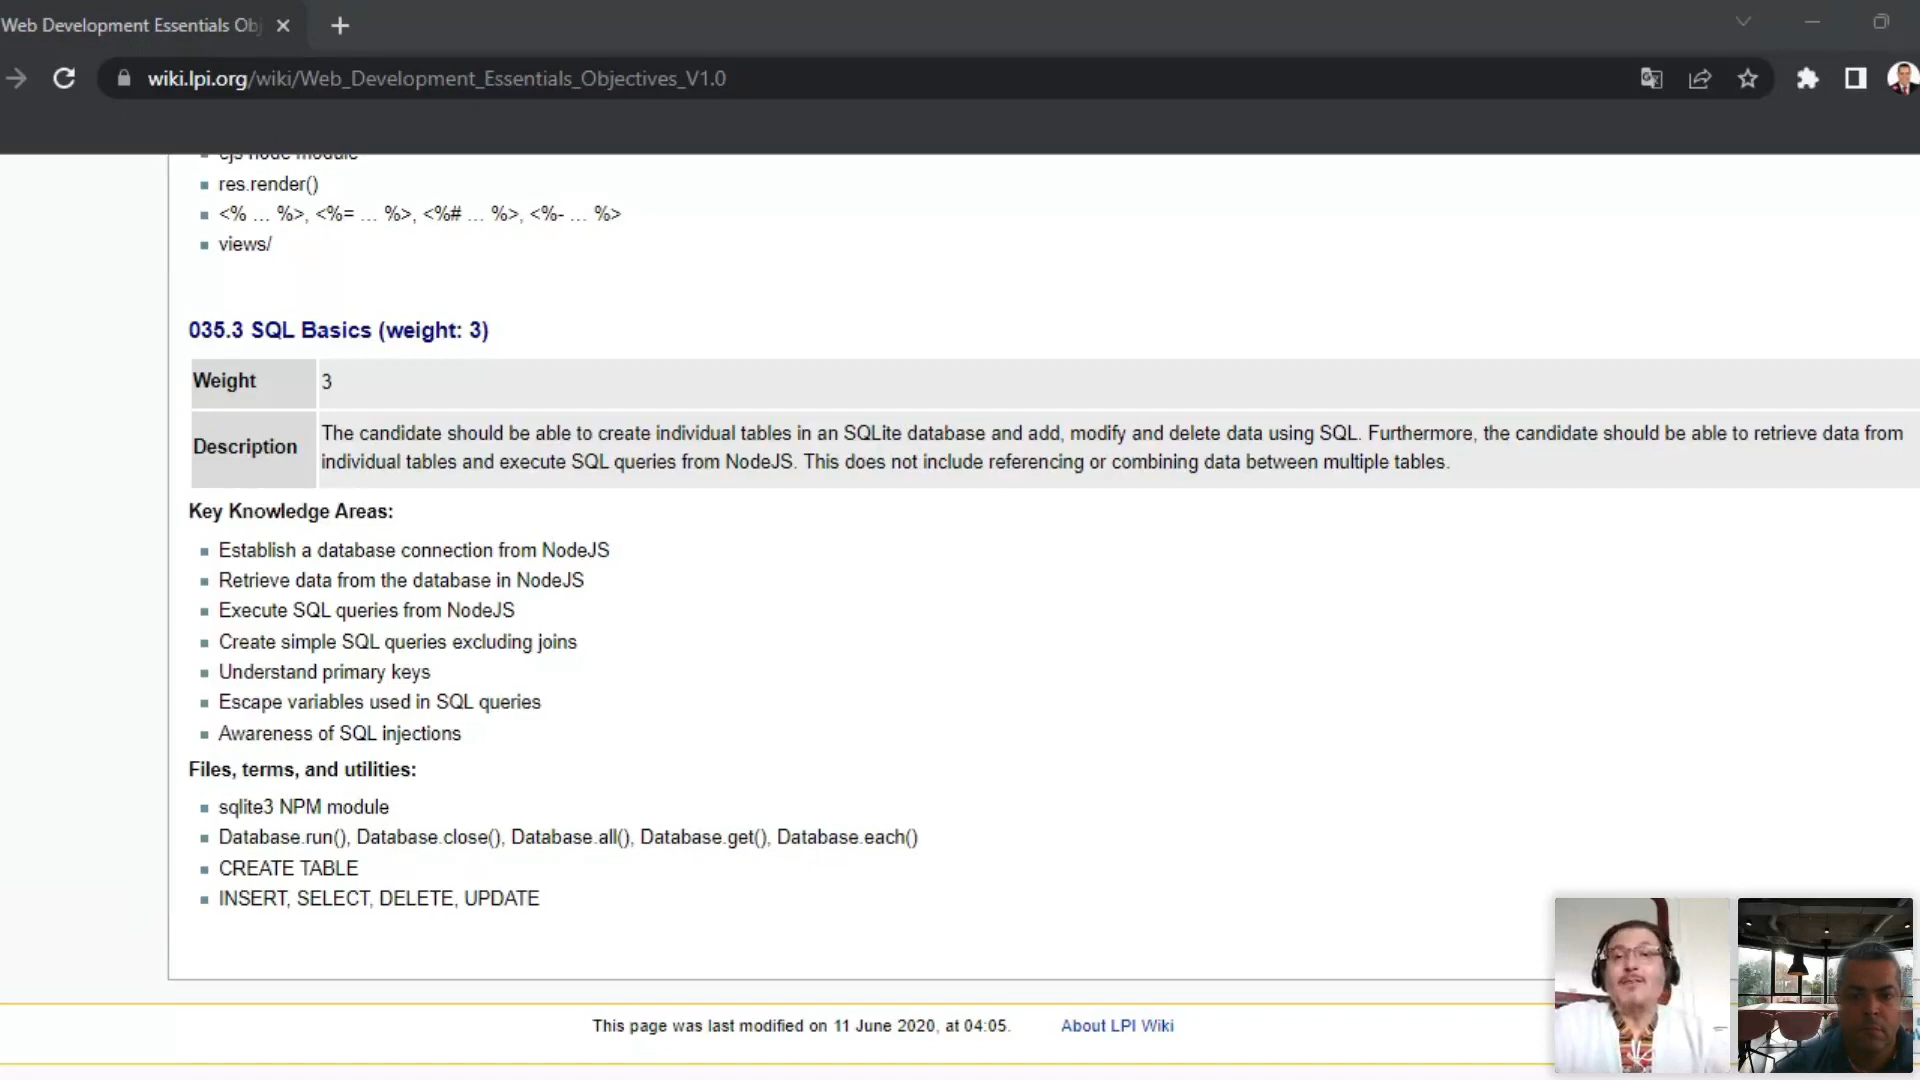 Web Development Essentials Ob
wiki.lpi.org/wiki/Web_Development_Essentials_Objectives_V1.0
ejs node module
res.render()
<% ... %>, <%= ... %>, <%# ... %>, <%- ... %>
views/
035.3 SQL Basics (weight: 3)
Weight 3
Description The candidate should be able to create individual tables in an SQLite database and add, modify and delete data using SQL. Furthermore, the candidate should be able to retrieve data from
individual tables and execute SQL queries from NodeJS. This does not include referencing or combining data between multiple tables.
Key Knowledge Areas:
Establish a database connection from NodeJS
Retrieve data from the database in NodeJS
Execute SQL queries from NodeJS
Create simple SQL queries excluding joins
Understand primary keys
Escape variables used in SQL queries
Awareness of SQL injections
Files, terms, and utilities:
sqlite3 NPM module
Database.run(), Database.close(), Database.all(), Database.get(), Database.each()
CREATE TABLE
INSERT, SELECT, DELETE, UPDATE
This page was last modified on 11 June 2020, at 04:05. About LPI Wiki